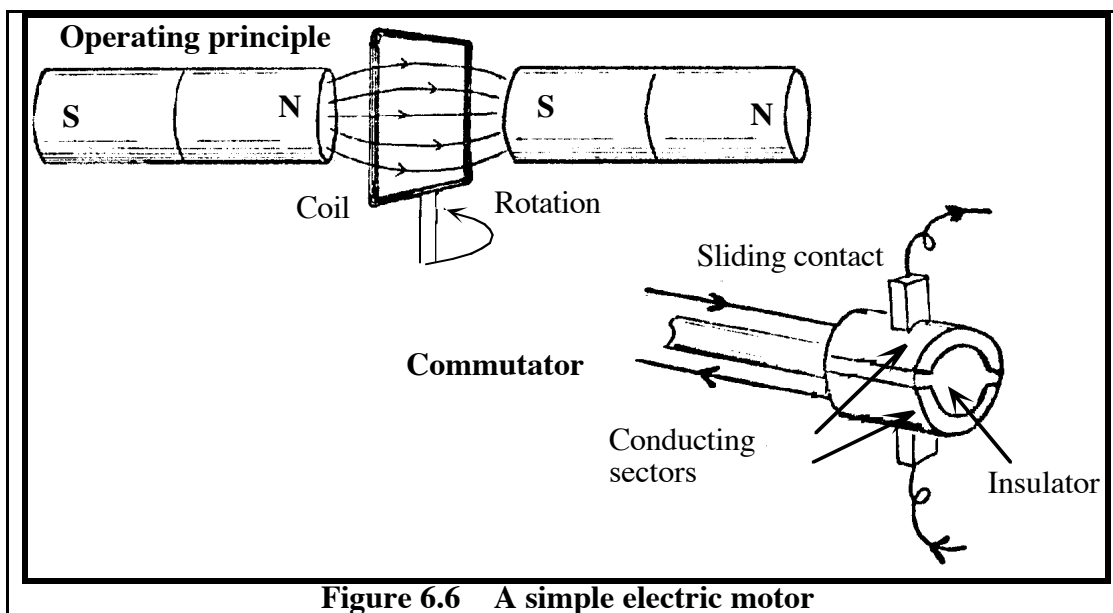 Operating principle
S
N
S
N
Coil
Rotation
Sliding contact
Commutator
Conducting
sectors
Insulator
Figure 6.6 A simple electric motor